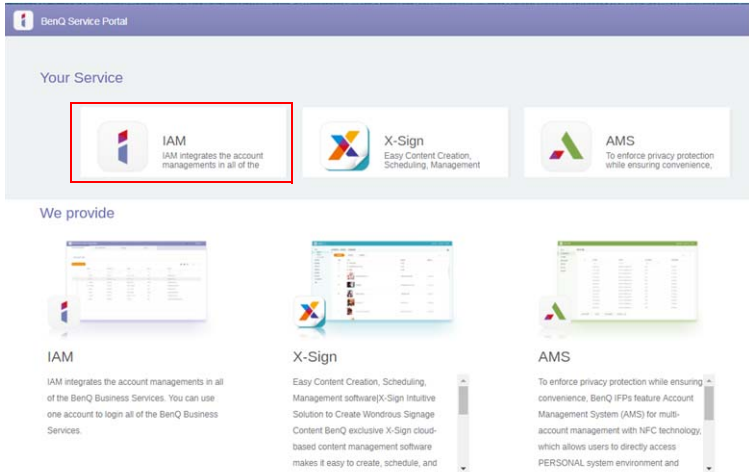 BenQ Service Portal
Your Service
IAM
IAM integrates the account
managements in all of the
X-Sign
Easy Content Creation,
Scheduling, Management
AMS
To enforce privacy protection
while ensuring convenience,
We provide
IAM
IAM integrates the account managements in all
of the BenQ Business Services. You can use
one account to login all of the BenQ Business
Services.
X-Sign
Easy Content Creation, Scheduling,
Management software|X-Sign Intuitive
Solution to Create Wondrous Signage
Content BenQ exclusive X-Sign cloud-
based content management software
makes it easy to create, schedule, and
AMS
To enforce privacy protection while ensuring
convenience, BenQ IFPs feature Account
Management System (AMS) for multi-
account management with NFC technology,
which allows users to directly access
PERSONAL system environment and